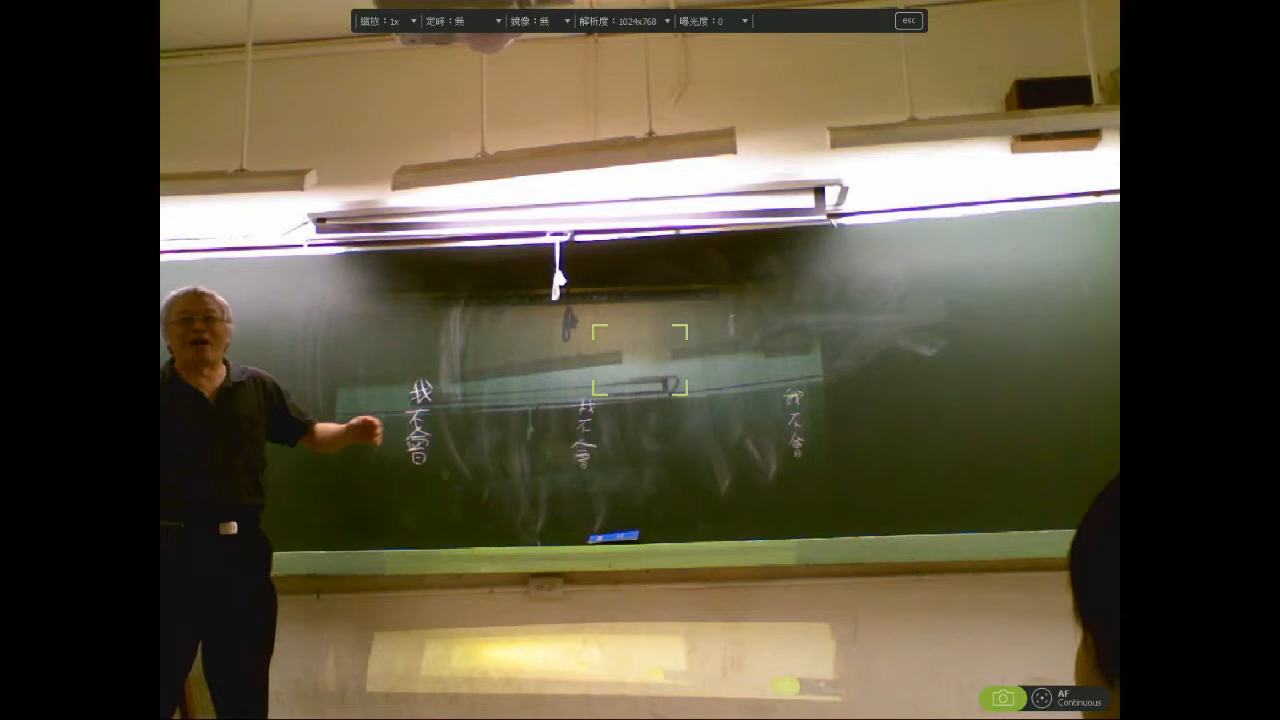 縮放：1x
定時：無
鏡像：無
解析度：1024x768
曝光度：0
esc
我不會
我不會
我不會
AF
Continuous